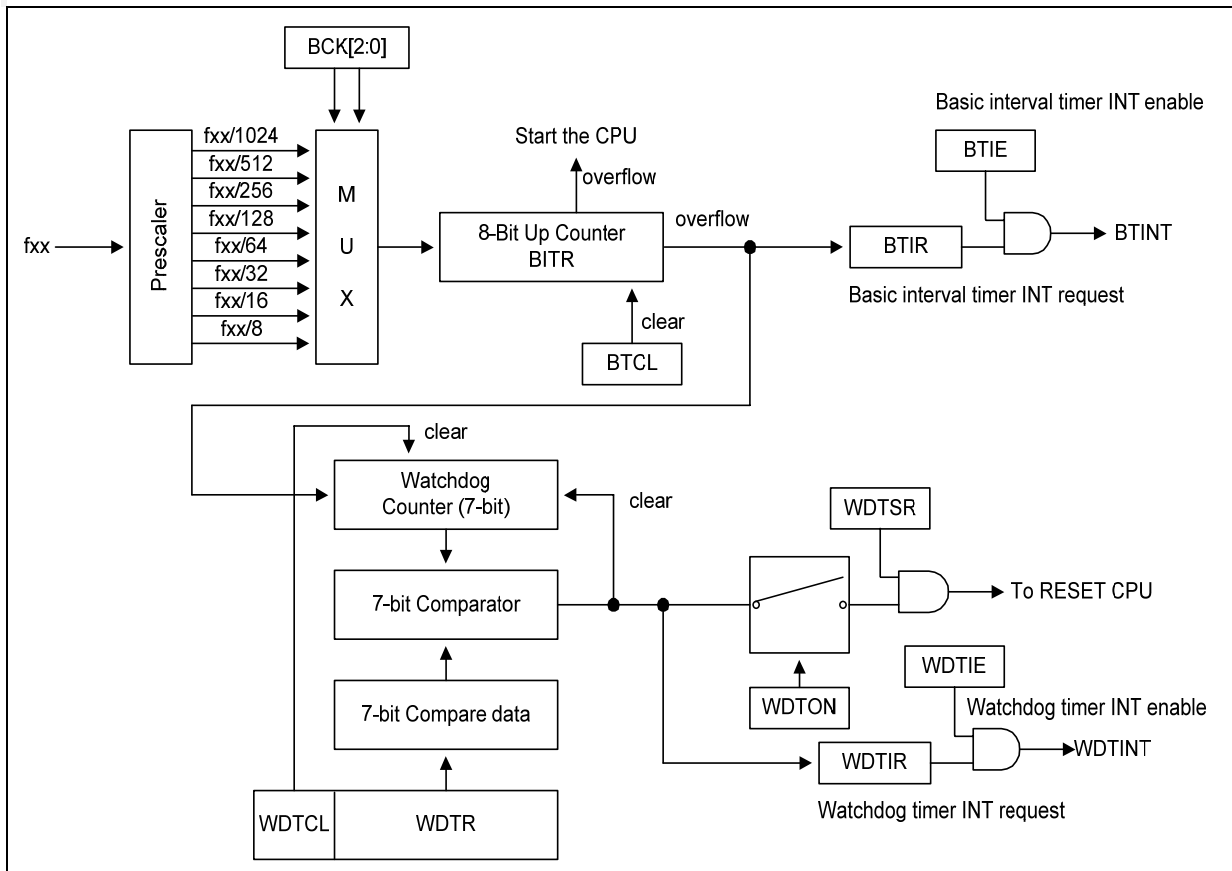 BCK[2:0]
Basic interval timer INT enable
BTIE
Start the CPU
overflow
fxx/1024
fxx/512
fxx/256
fxx/128
fxx/64
fxx/32
fxx/16
fxx/8
fxx
Prescaler
M
U
X
8-Bit Up Counter
BITR
overflow
BTIR
BTINT
Basic interval timer INT request
clear
BTCL
clear
Watchdog
Counter (7-bit)
clear
WDTSR
7-bit Comparator
To RESET CPU
WDTIE
7-bit Compare data
WDTON
Watchdog timer INT enable
WDTIR
WDTINT
Watchdog timer INT request
WDTCL
WDTR